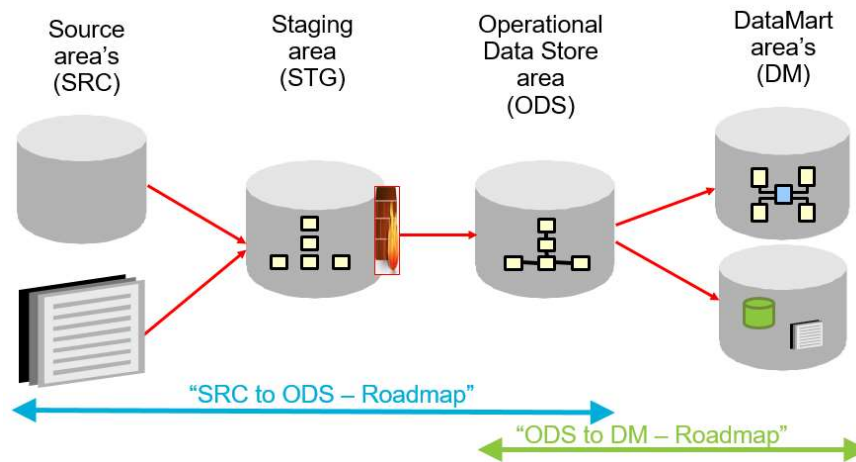 Source
area's
(SRC)
Staging
area
(STG)
Operational
Data Store
area
(ODS)
DataMart
area's
(DM)
“SRC to ODS – Roadmap”
“ODS to DM – Roadmap”